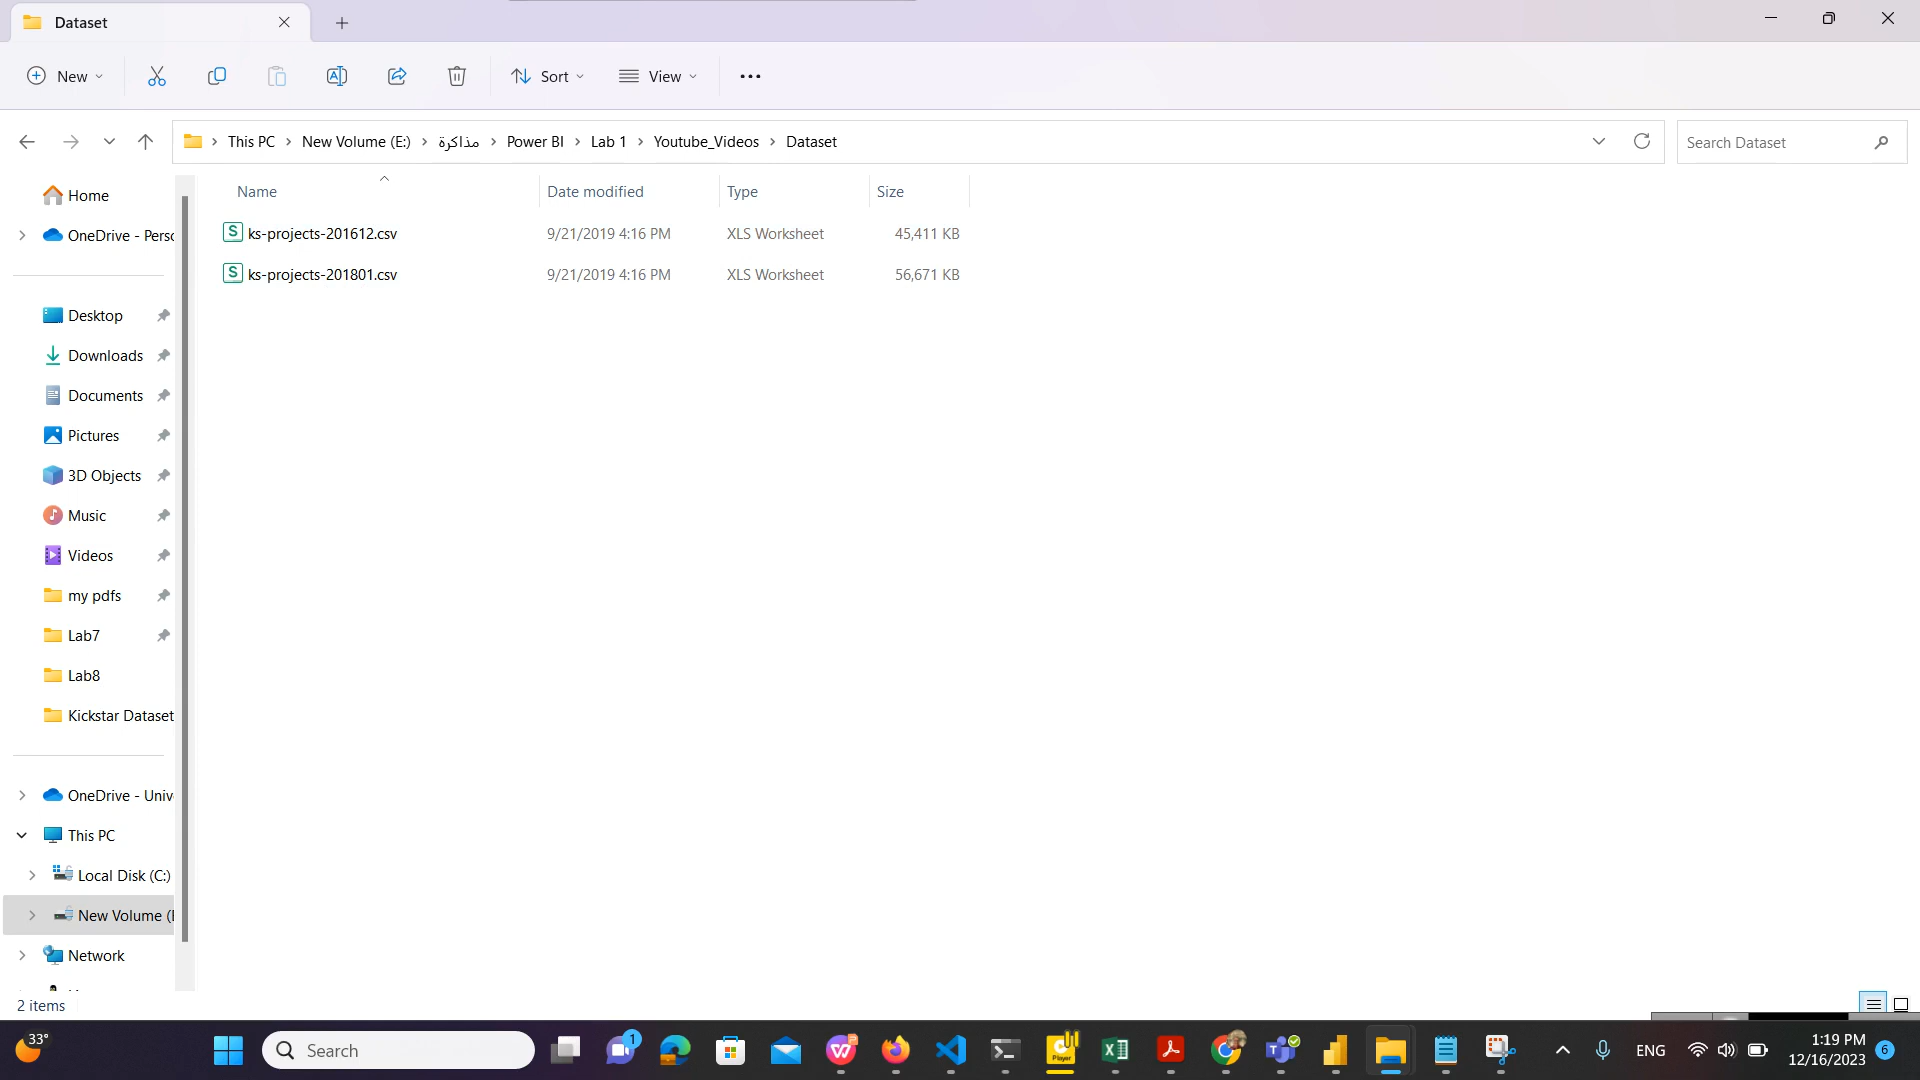 Dataset
New
Sort
View
This PC > New Volume (E:) > مذاكرة > Power BI > Lab 1 > Youtube_Videos > Dataset
Search Dataset
Name Date modified Type Size
ks-projects-201612.csv 9/21/2019 4:16 PM XLS Worksheet 45,411 KB
ks-projects-201801.csv 9/21/2019 4:16 PM XLS Worksheet 56,671 KB
Home
OneDrive - Perso
Desktop
Downloads
Documents
Pictures
3D Objects
Music
Videos
my pdfs
Lab7
Lab8
Kickstar Dataset
OneDrive - Univ
This PC
Local Disk (C:)
New Volume (E
Network
2 items
33°
Search
1
Player
ENG
1:19 PM
12/16/2023
6